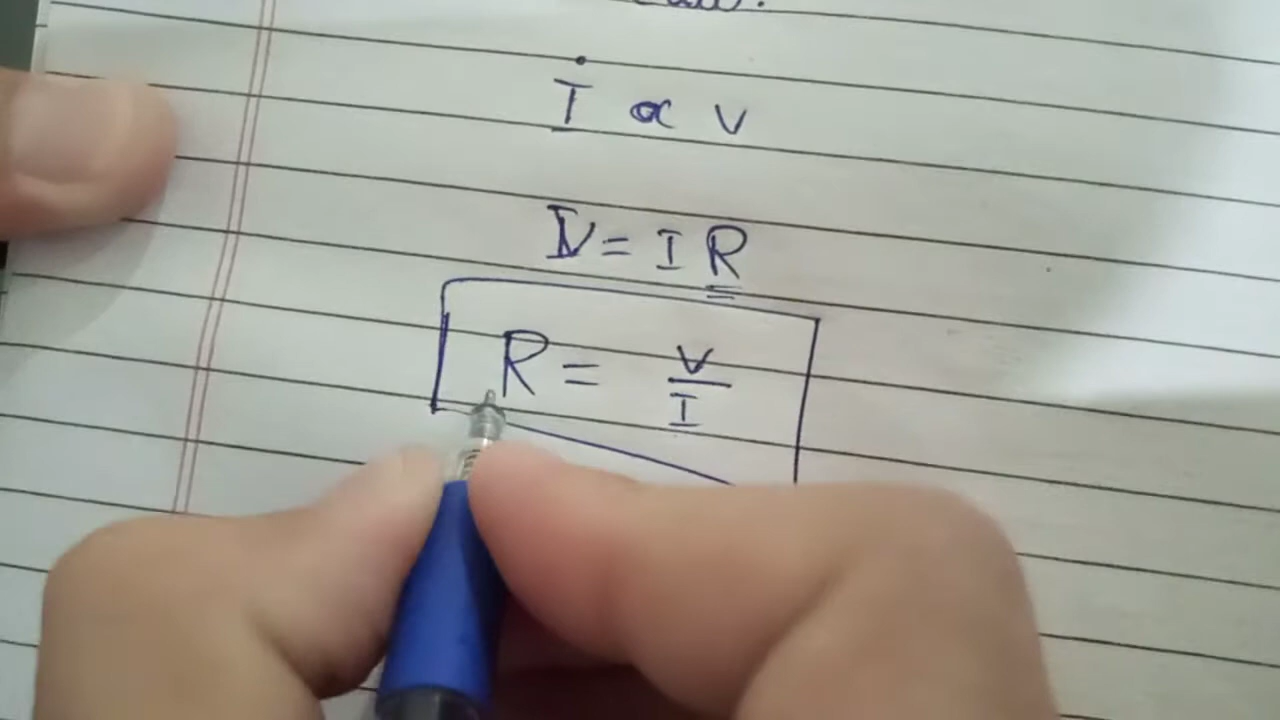 I ∝ V
V = I R
R = V/I